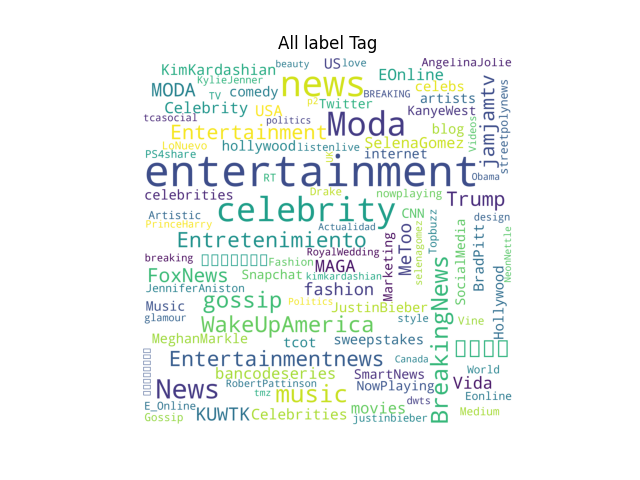 All label Tag
KimKardashian
beauty
US
love
AngelinaJolie
KylieJenner
news
EOnline
MODA
TV
comedy
BREAKING
celebs
jamjamtv
streetpolynews
Celebrity
USA
p2
Twitter
artists
KanyeWest
tcasocial
politics
Moda
Entertainment
blog
Videos
LoNuevo
hollywood
listenlive
SelenaGomez
PS4share
UK
internet
entertainment
RT
Obama
celebrities
Drake
nowplaying
Trump
Artistic
celebrity
CNN
design
PrinceHarry
Actualidad
MeToo
selenagomez
Topbuzz
SocialMedia
BradPitt
NeonNettle
Entretenimiento
Marketing
RoyalWedding
breaking
Fashion
MAGA
FoxNews
Snapchat
kimkardashian
JenniferAniston
fashion
Hollywood
Music
gossip
Politics
JustinBieber
BreakingNews
glamour
WakeUpAmerica
style
Vine
MeghanMarkle
tcot
sweepstakes
Entertainmentnews
Canada
bancodeseries
SmartNews
World
News
RobertPattinson
NowPlaying
Vida
tmz
music
Eonline
E_Online
KUWTK
Celebrities
movies
dwts
Medium
Gossip
justinbieber